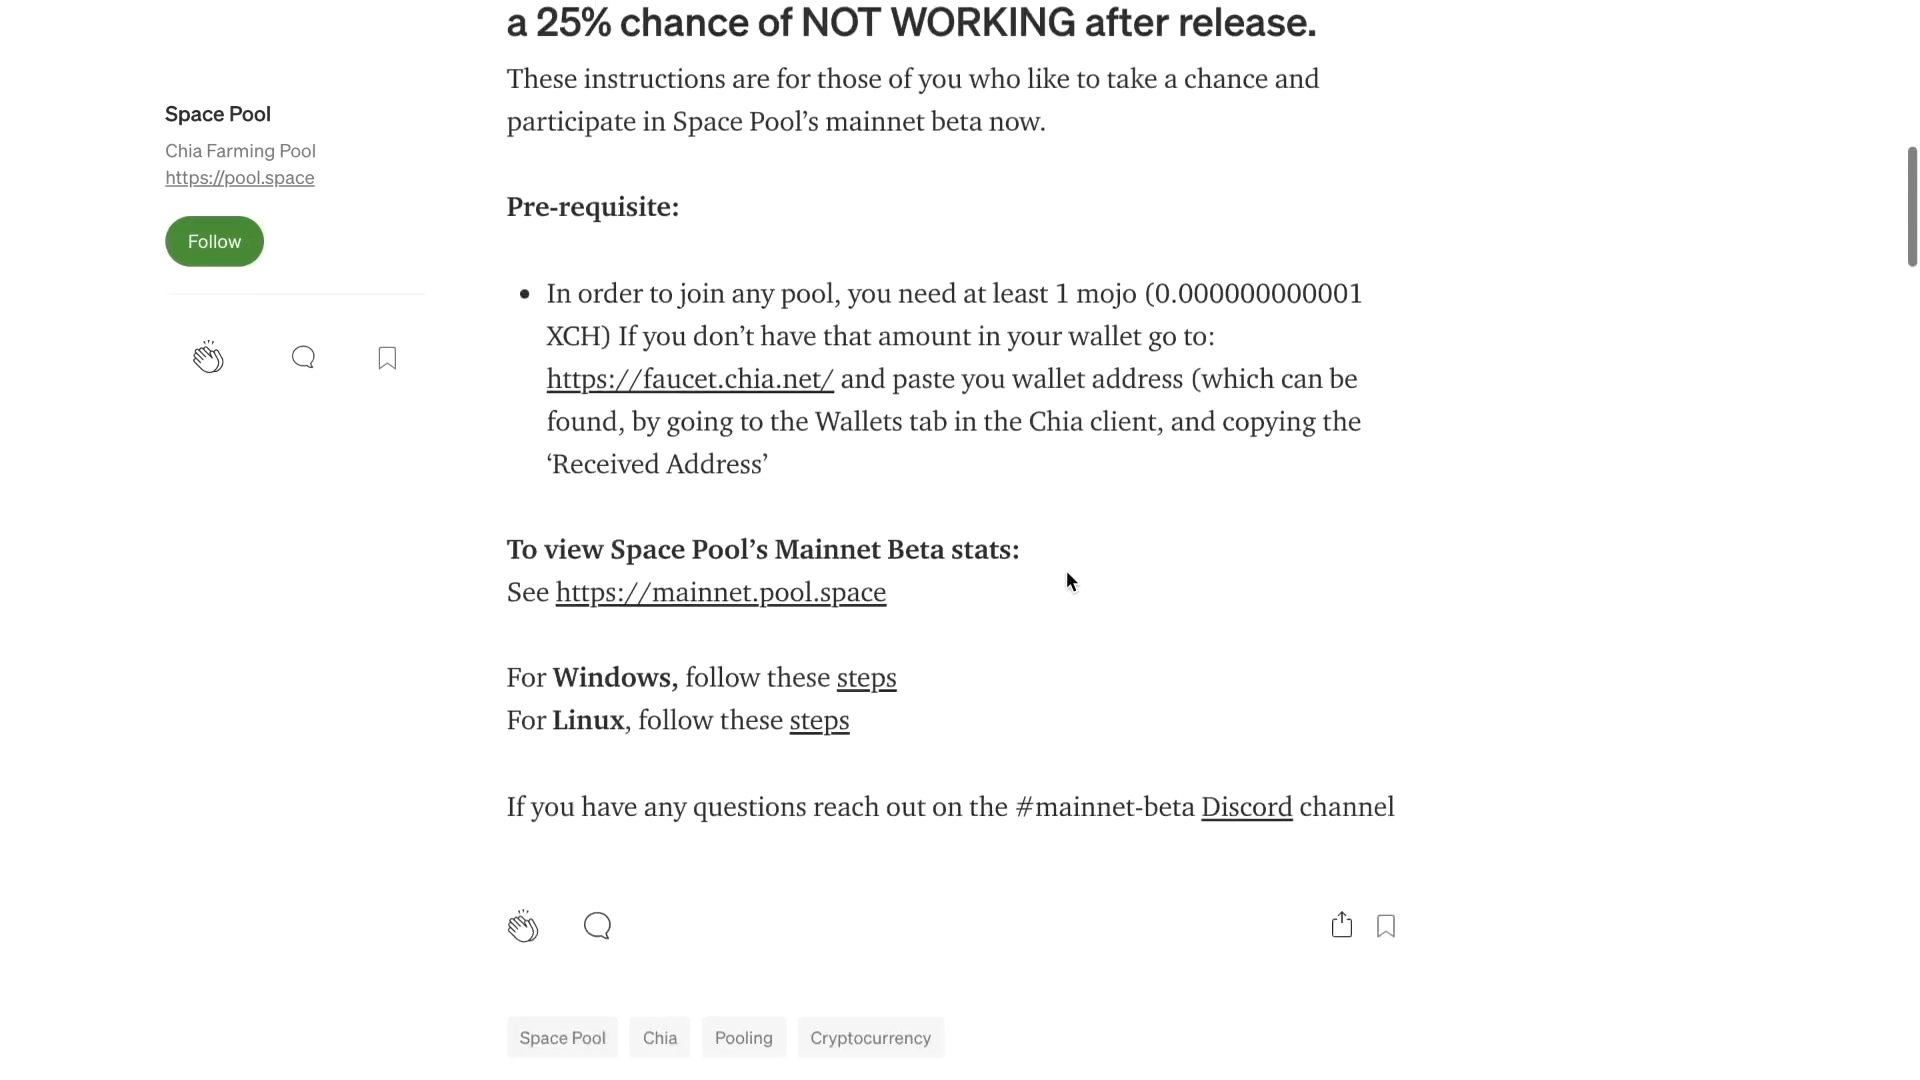 a 25% chance of NOT WORKING after release.
These instructions are for those of you who like to take a chance and
participate in Space Pool’s mainnet beta now.
Space Pool
Chia Farming Pool
https://pool.space
Follow
Pre-requisite:
In order to join any pool, you need at least 1 mojo (0.000000000001
XCH) If you don’t have that amount in your wallet go to:
https://faucet.chia.net/ and paste you wallet address (which can be
found, by going to the Wallets tab in the Chia client, and copying the
‘Received Address’
To view Space Pool’s Mainnet Beta stats:
See https://mainnet.pool.space
For Windows, follow these steps
For Linux, follow these steps
If you have any questions reach out on the #mainnet-beta Discord channel
Space Pool
Chia
Pooling
Cryptocurrency